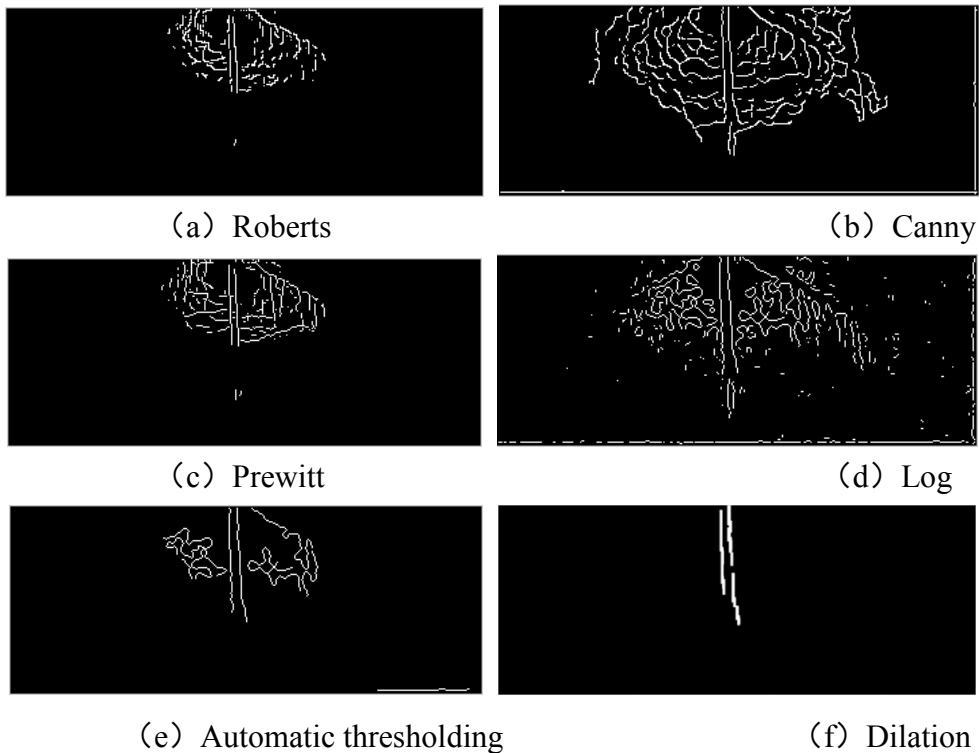 （a）Roberts
（b）Canny
（c）Prewitt
（d）Log
（e）Automatic thresholding
（f）Dilation